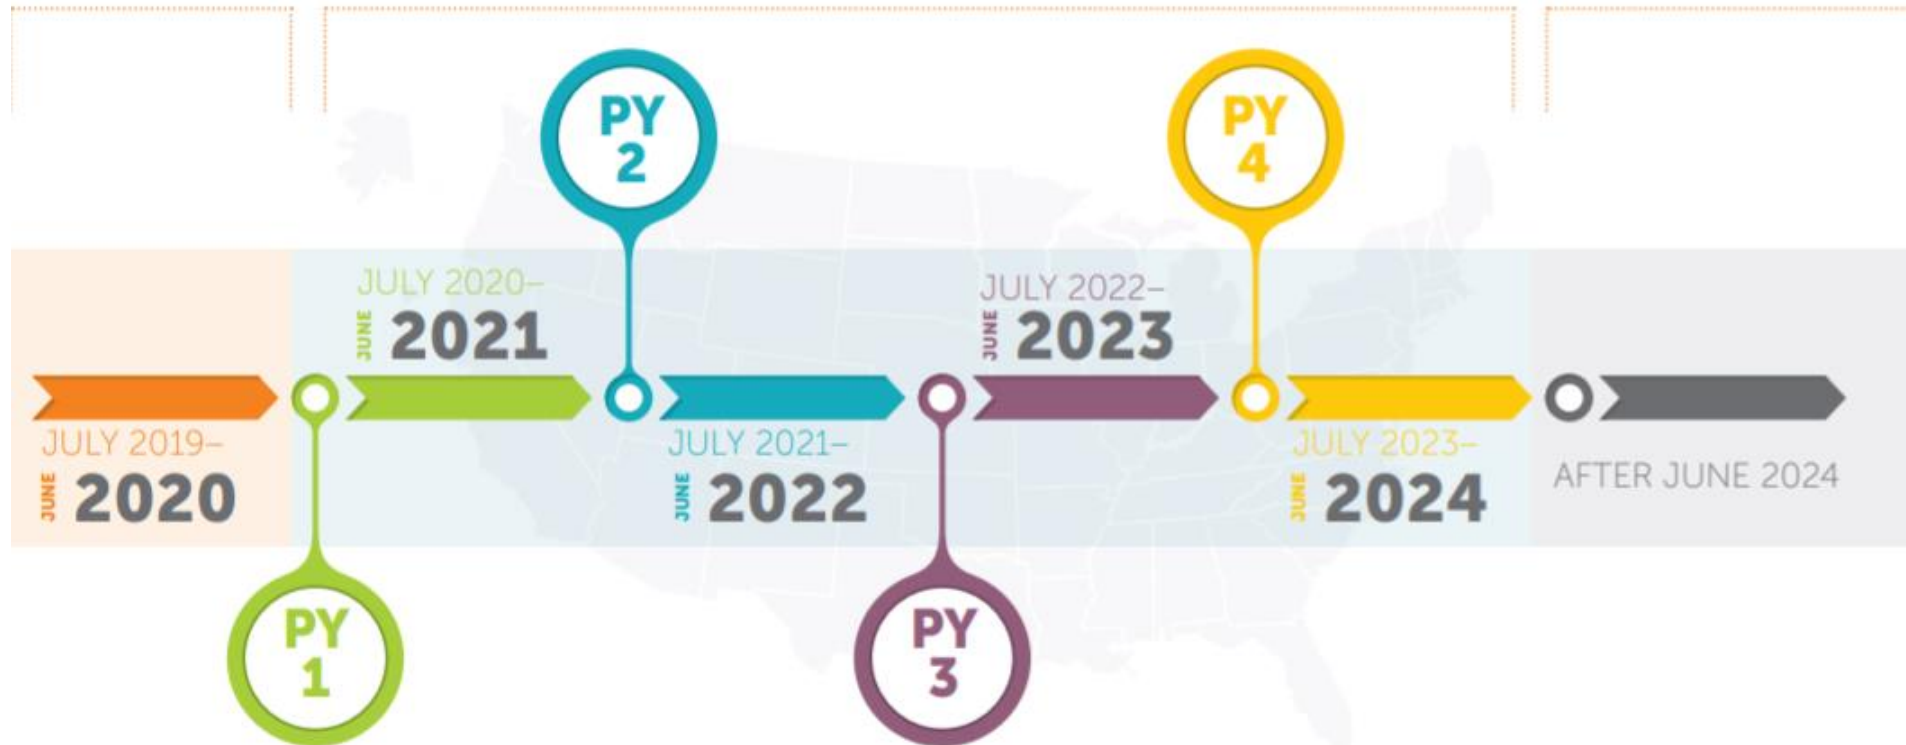 PY
2
PY
4
JULY 2020–
JUNE 2021
JULY 2022–
JUNE 2023
JULY 2019–
JUNE 2020
JULY 2021–
JUNE 2022
JULY 2023–
JUNE 2024
AFTER JUNE 2024
PY
1
PY
3